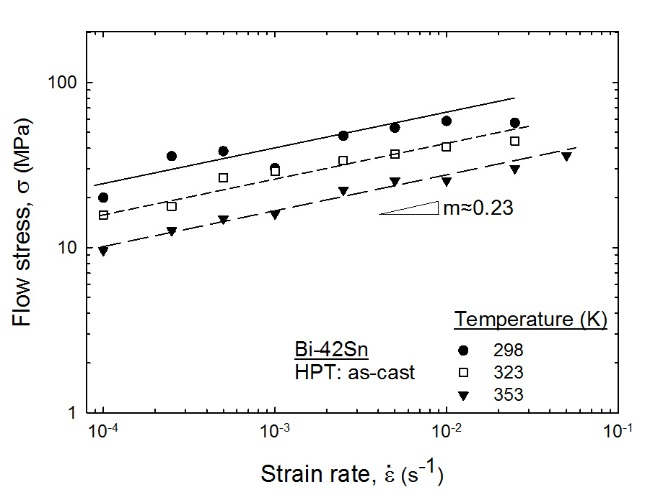 Flow stress, σ (MPa)
100
10
1
m≈0.23
Temperature (K)
Bi-42Sn
HPT: as-cast
298
323
353
10⁻⁴
10⁻³
10⁻²
10⁻¹
Strain rate, ε̇ (s⁻¹)